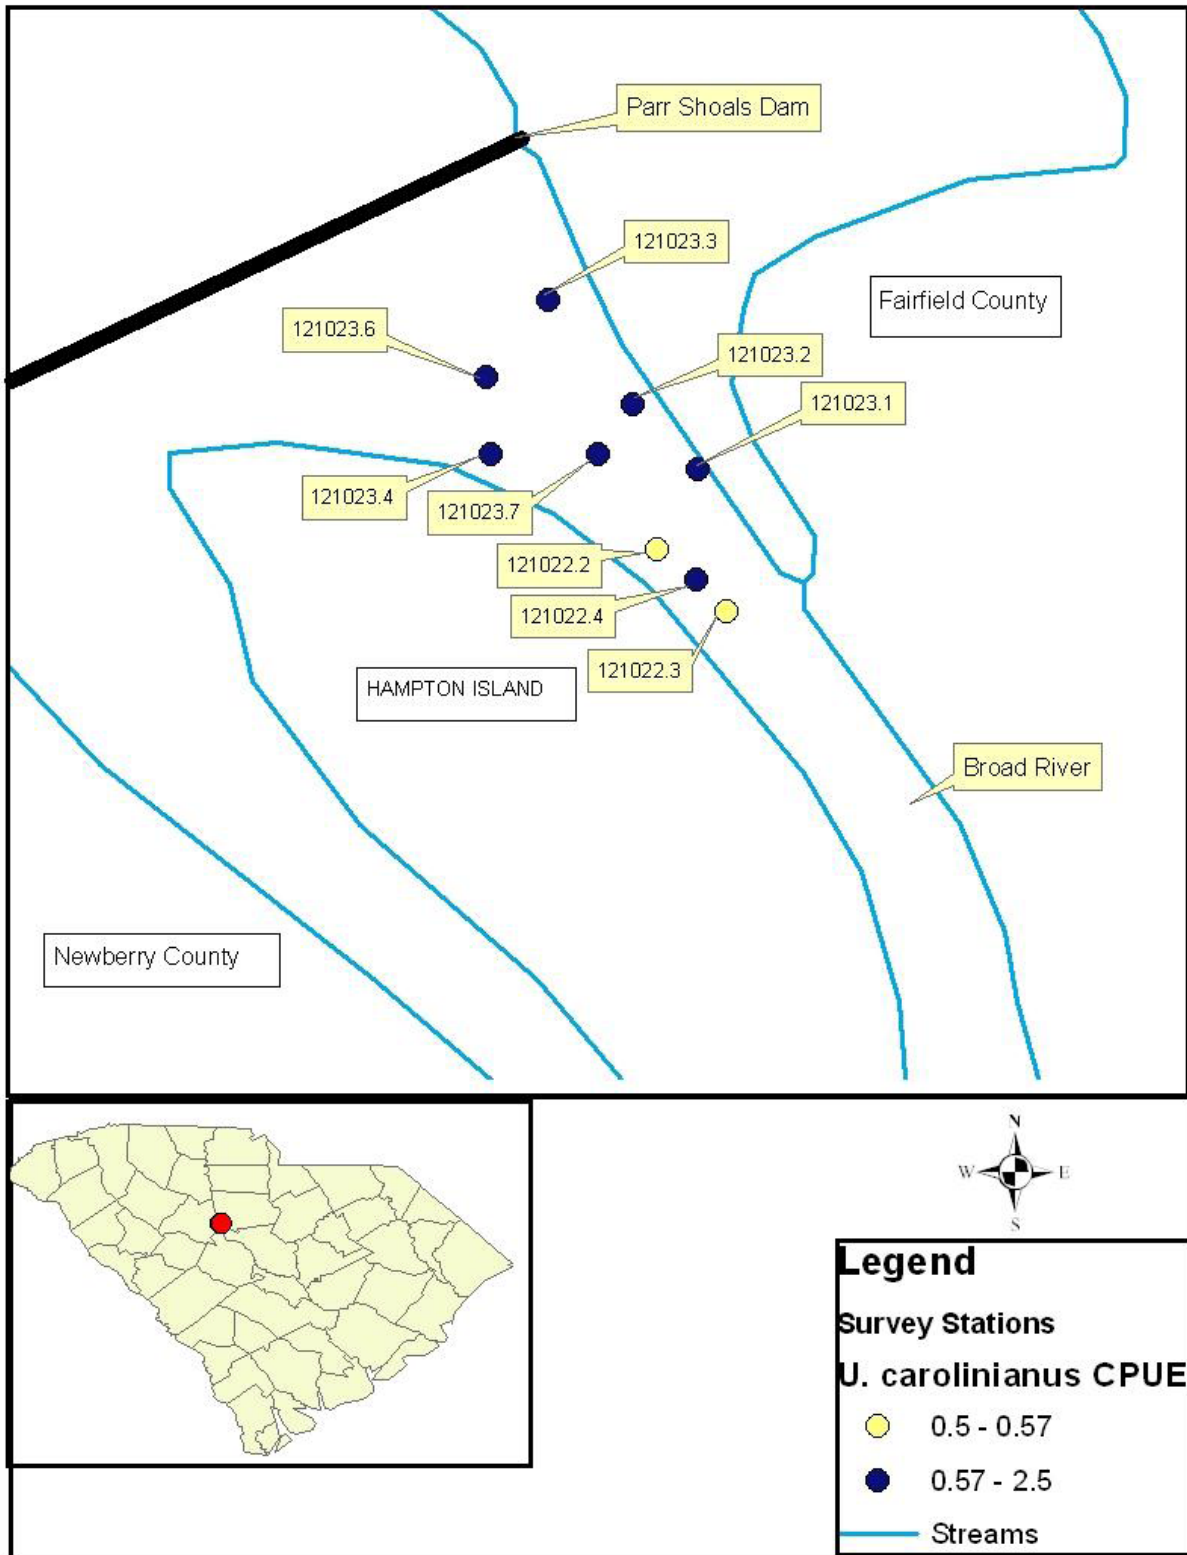 Parr Shoals Dam
121023.3
Fairfield County
121023.6
121023.2
121023.1
121023.4
121023.7
121022.2
121022.4
121022.3
HAMPTON ISLAND
Broad River
Newberry County
N
W E
S
Legend
Survey Stations
U. carolinianus CPUE
0.5 - 0.57
0.57 - 2.5
Streams